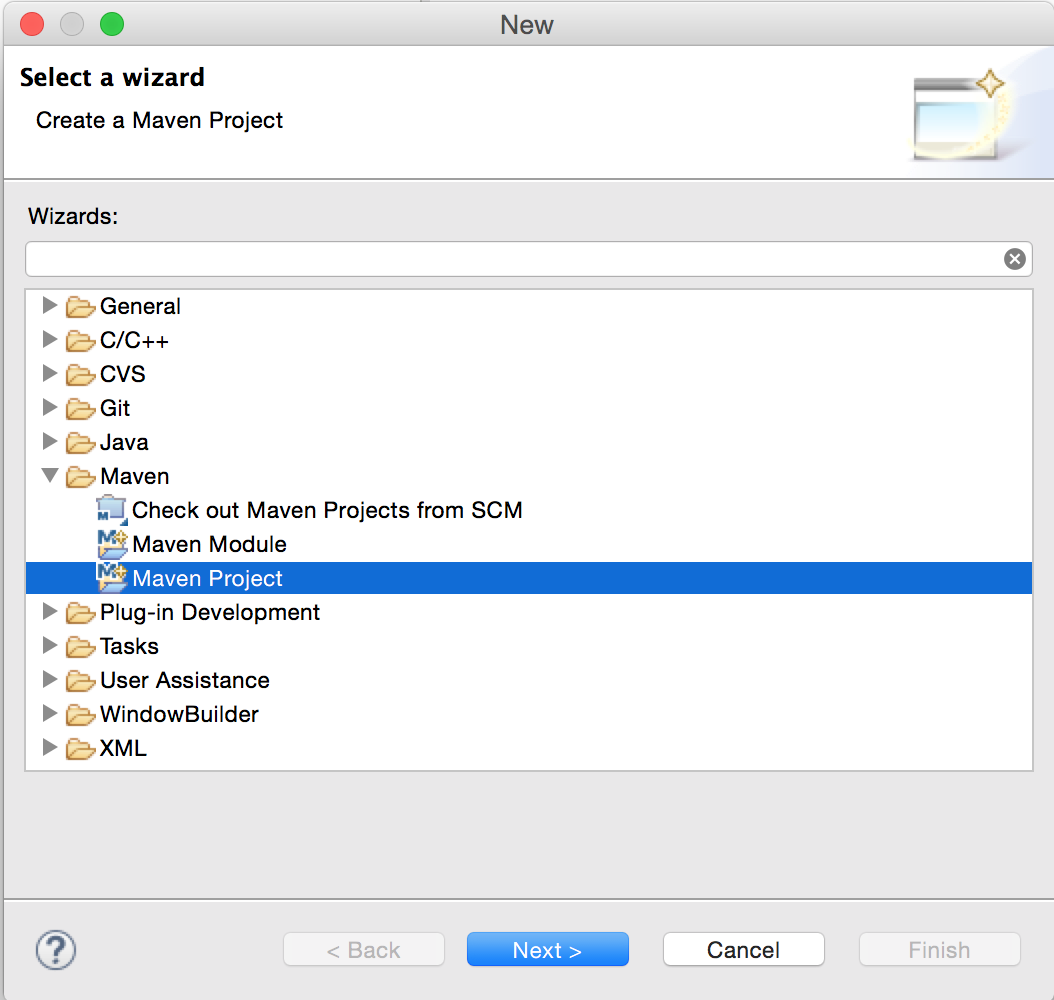 New
Select a wizard
Create a Maven Project
Wizards:
General
C/C++
CVS
Git
Java
Maven
Check out Maven Projects from SCM
Maven Module
Maven Project
Plug-in Development
Tasks
User Assistance
WindowBuilder
XML
? < Back Next > Cancel Finish